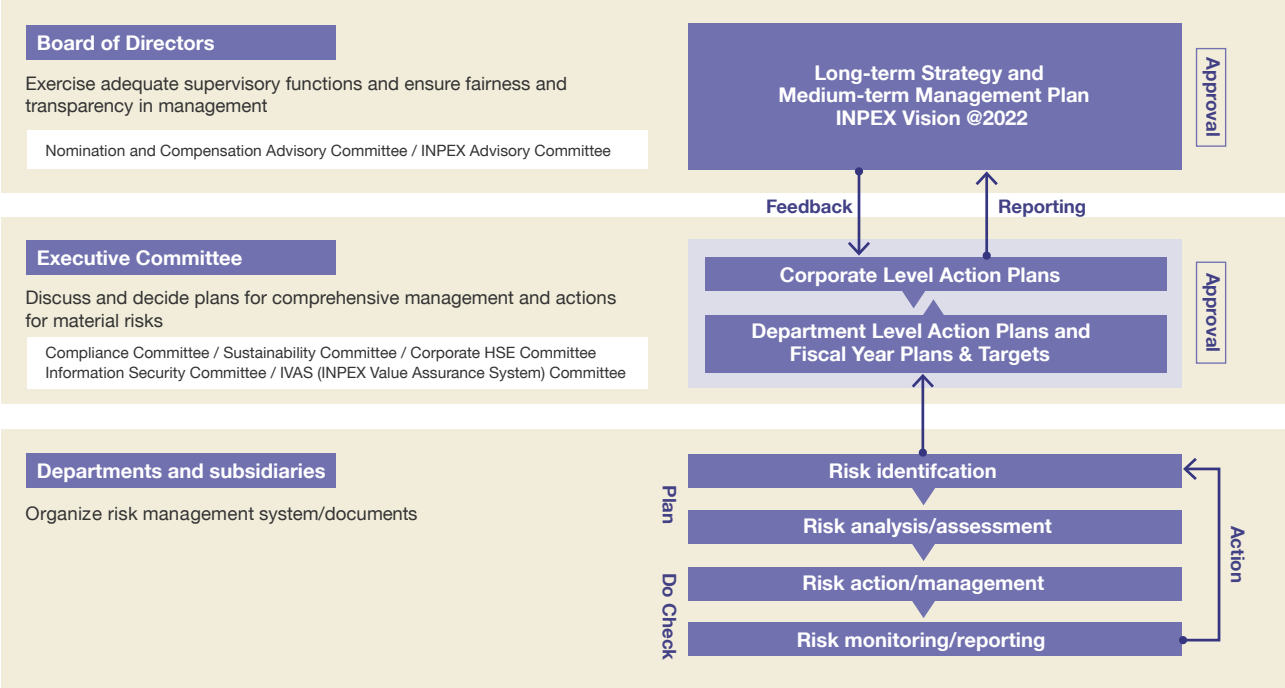 Board of Directors
Exercise adequate supervisory functions and ensure fairness and
transparency in management
Nomination and Compensation Advisory Committee / INPEX Advisory Committee
Long-term Strategy and
Medium-term Management Plan
INPEX Vision @2022
Approval
Feedback
Reporting
Executive Committee
Discuss and decide plans for comprehensive management and actions
for material risks
Compliance Committee / Sustainability Committee / Corporate HSE Committee
Information Security Committee / IVAS (INPEX Value Assurance System) Committee
Corporate Level Action Plans
Department Level Action Plans and
Fiscal Year Plans & Targets
Approval
Departments and subsidiaries
Organize risk management system/documents
Plan
Do Check
Risk identifcation
Risk analysis/assessment
Risk action/management
Risk monitoring/reporting
Action